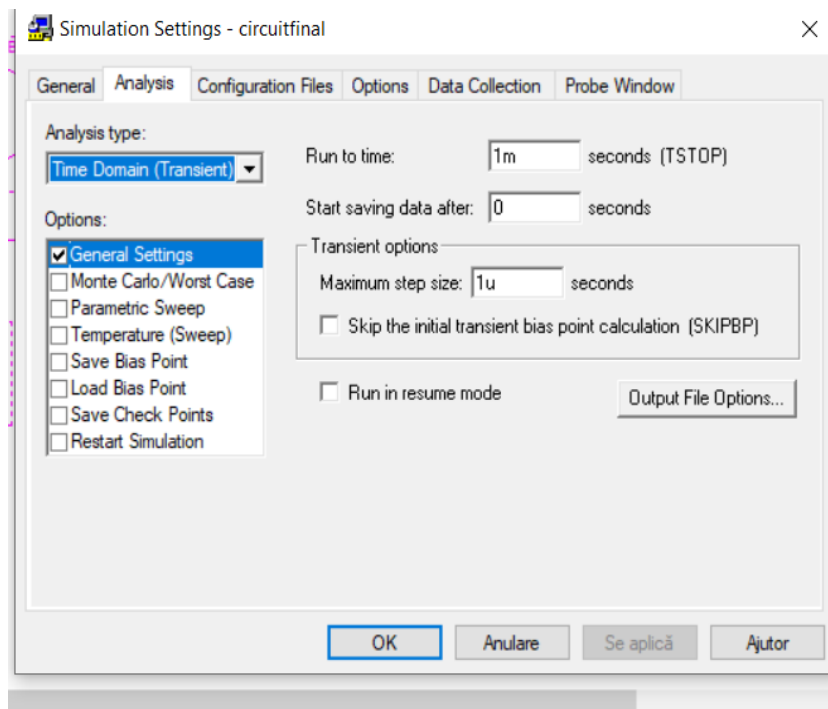 Simulation Settings - circuitfinal
General Analysis Configuration Files Options Data Collection Probe Window
Analysis type:
Time Domain (Transient)
Options:
General Settings
Monte Carlo/Worst Case
Parametric Sweep
Temperature (Sweep)
Save Bias Point
Load Bias Point
Save Check Points
Restart Simulation
Run to time: 1m seconds (TSTOP)
Start saving data after: 0 seconds
Transient options
Maximum step size: 1u seconds
Skip the initial transient bias point calculation (SKIPBP)
Run in resume mode
Output File Options...
OK Anulare Se aplică Ajutor